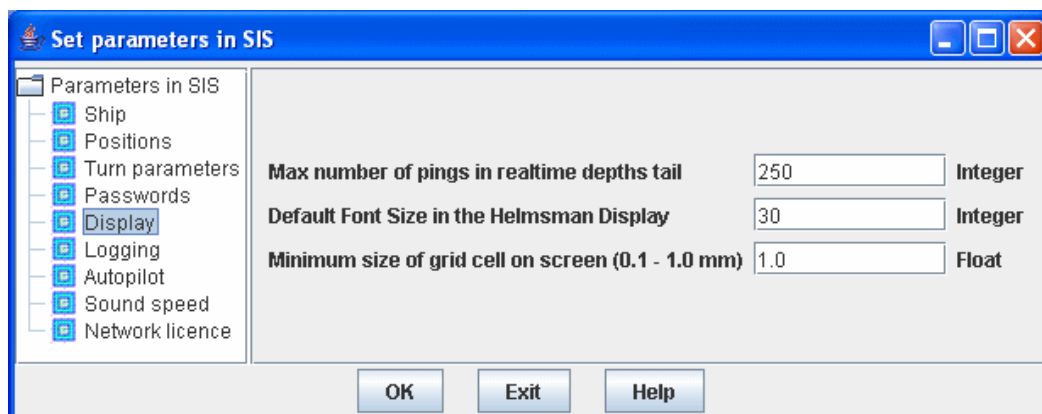 Set parameters in SIS
Parameters in SIS
Ship
Positions
Turn parameters
Passwords
Display
Logging
Autopilot
Sound speed
Network licence
Max number of pings in realtime depths tail 250 Integer
Default Font Size in the Helmsman Display 30 Integer
Minimum size of grid cell on screen (0.1 - 1.0 mm) 1.0 Float
OK Exit Help